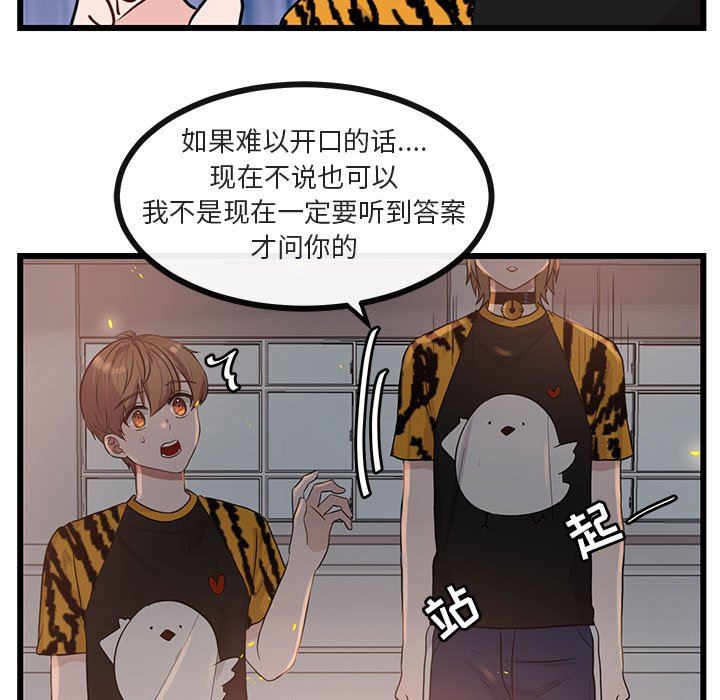 如果难以开口的话....
现在不说也可以
我不是现在一定要听到答案
才问你的
站起